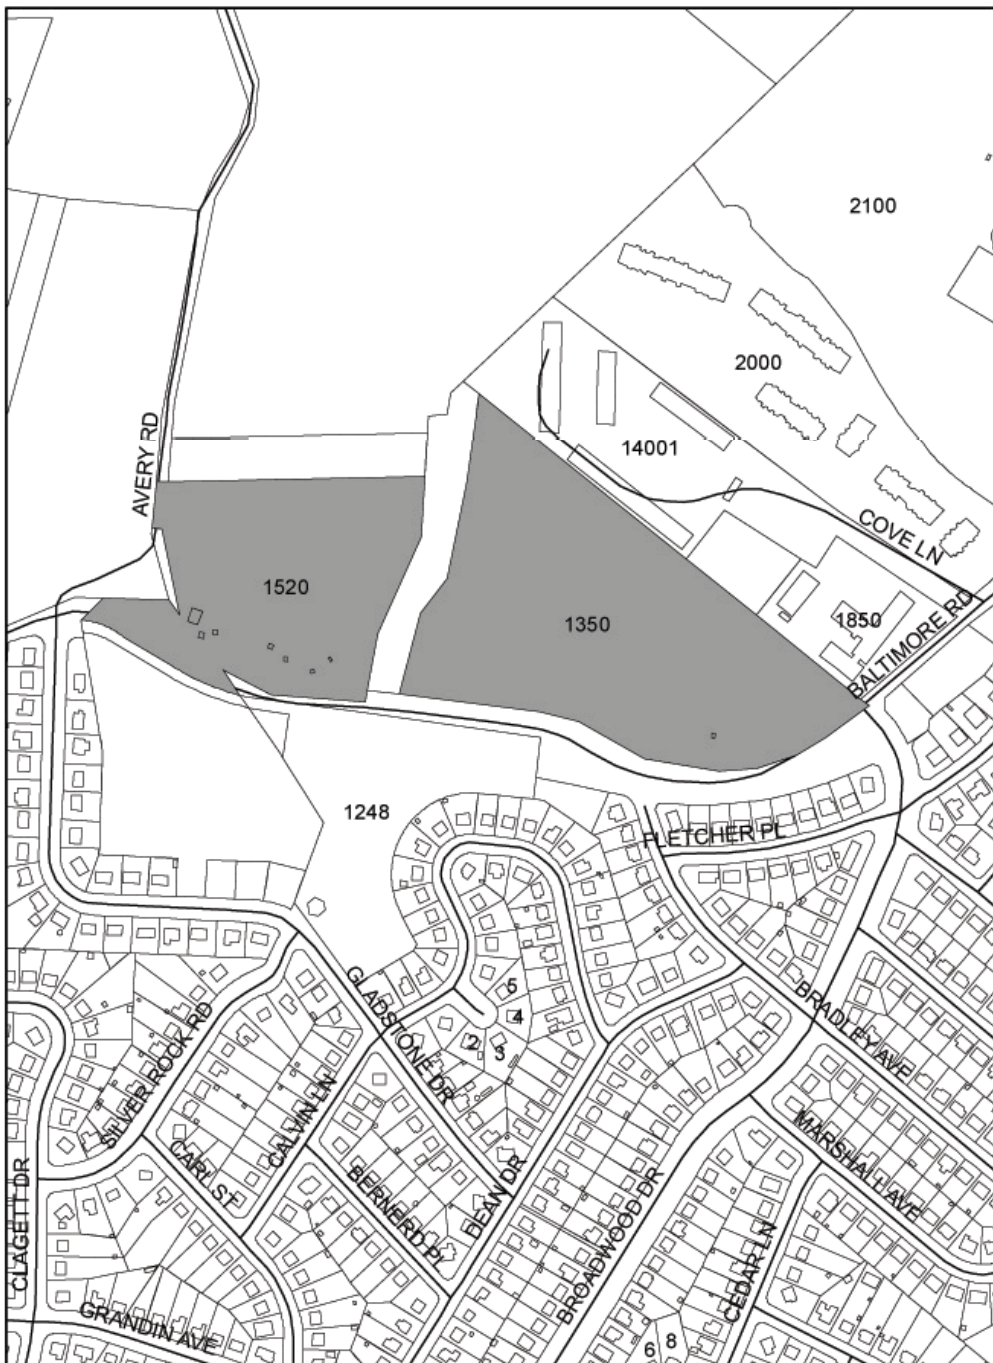 2100
2000
AVERY RD
14001
COVE LN
1520
1350
1850
BALTIMORE RD
1248
FLETCHER PL
GLADSTONE DR
5
4
2
3
BRADLEY AVE
SILVER ROCK RD
CALVIN LN
CARL ST
BERNERD PL
DEAN DR
MARSHALL AVE
CLAGETT DR
BROADWOOD DR
CEDAR LN
GRANDIN AVE
8
6